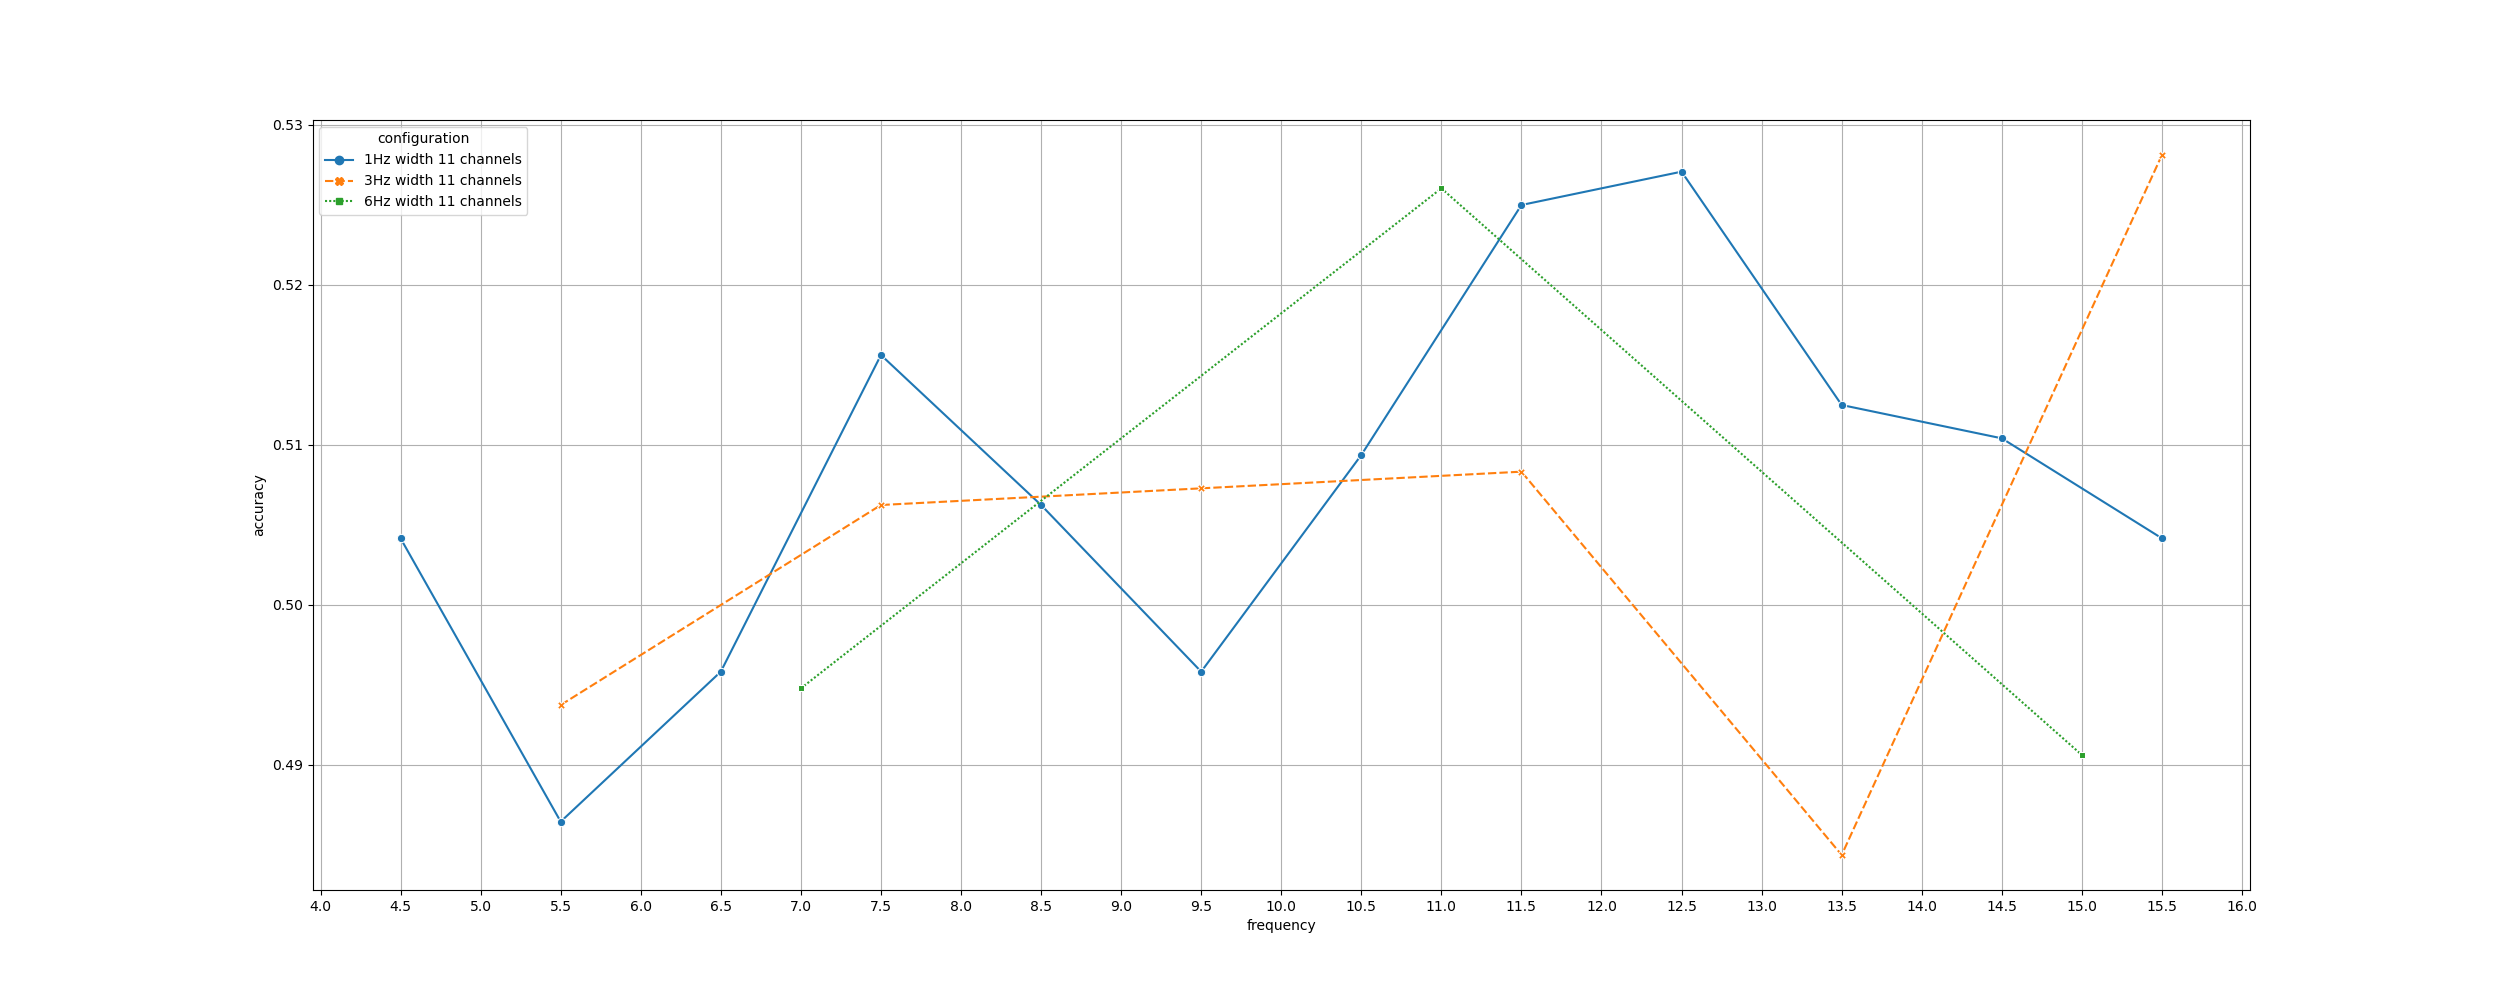 0.53
0.52
0.51
0.50
0.49
accuracy
configuration
1Hz width 11 channels
3Hz width 11 channels
6Hz width 11 channels
4.0 4.5 5.0 5.5 6.0 6.5 7.0 7.5 8.0 8.5 9.0 9.5 10.0 10.5 11.0 11.5 12.0 12.5 13.0 13.5 14.0 14.5 15.0 15.5 16.0
frequency